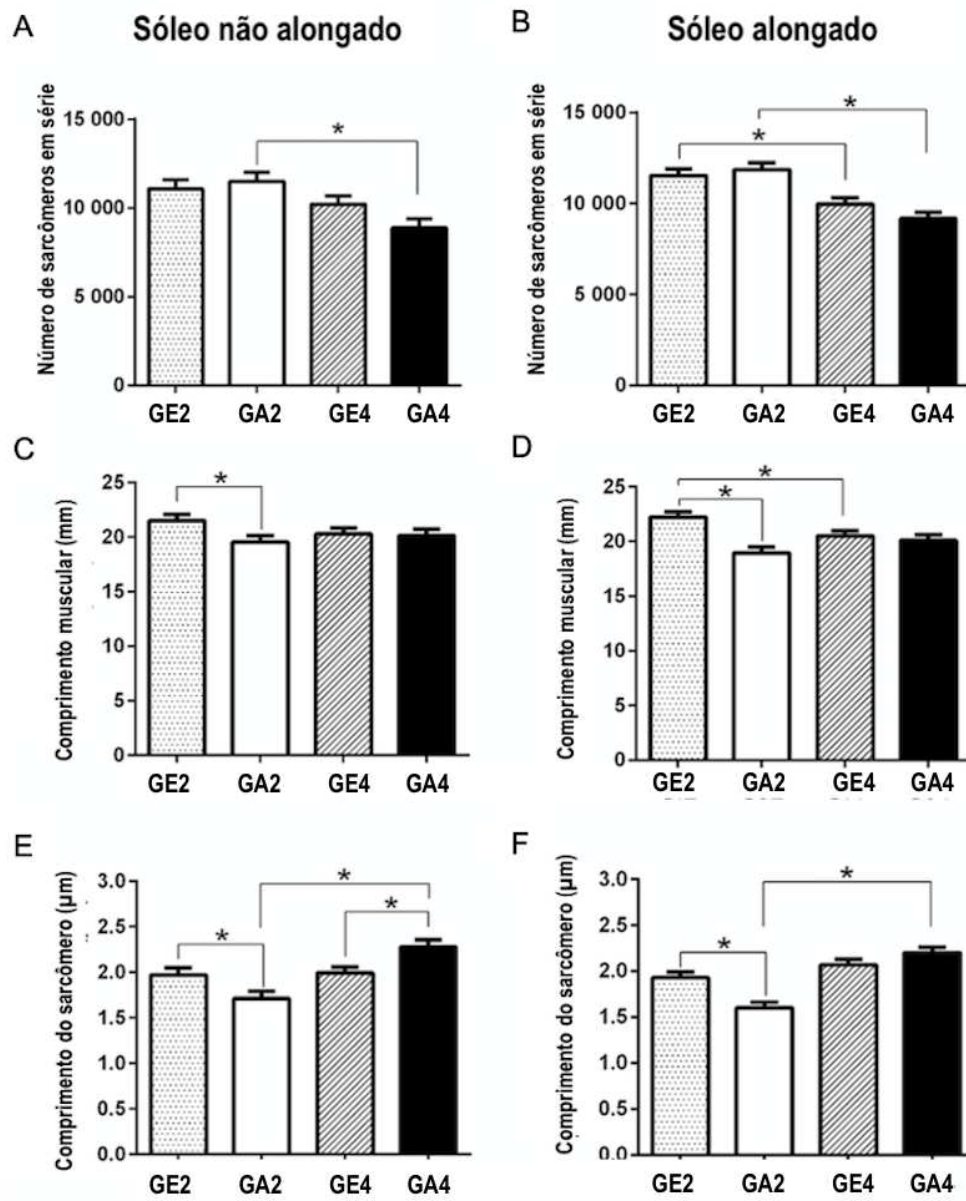 A
Sóleo não alongado
Número de sarcômeros em série
15 000
10 000
5 000
0
*
GE2 GA2 GE4 GA4
B
Sóleo alongado
Número de sarcômeros em série
15 000
10 000
5 000
0
*
*
GE2 GA2 GE4 GA4
C
Comprimento muscular (mm)
25
20
15
10
5
0
*
GE2 GA2 GE4 GA4
D
Comprimento muscular (mm)
25
20
15
10
5
0
*
*
GE2 GA2 GE4 GA4
E
Comprimento do sarcômero (µm)
3.0
2.5
2.0
1.5
1.0
0.5
0.0
*
*
*
GE2 GA2 GE4 GA4
F
Comprimento do sarcômero (µm)
3.0
2.5
2.0
1.5
1.0
0.5
0.0
*
*
GE2 GA2 GE4 GA4